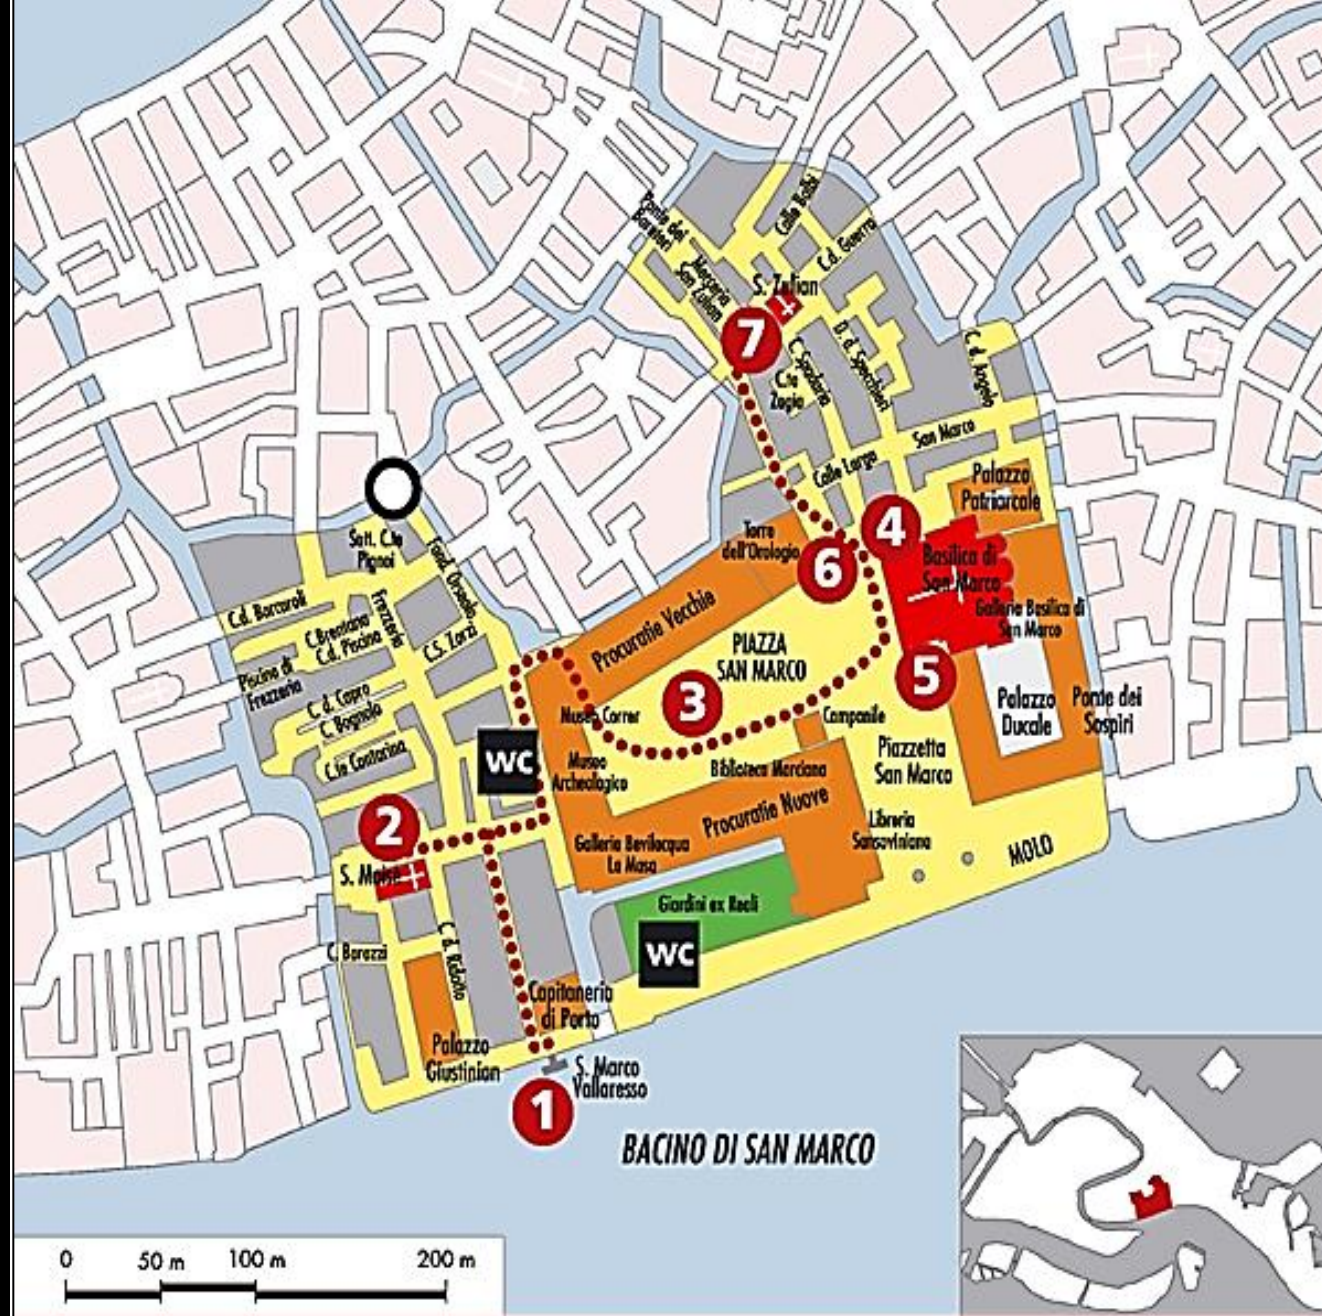 Ponte dei
Baretieri
Calle Balbi
C.d. Guerra
Merceria
San Zulian
S. Zulian
7
C. Spadaria
C.te
Zogia
D. d. Specchieri
C. d. Angelo
San Marco
Calle Larga
Palazzo
Patriarcale
4
Torre
dell'Orologio
6
Basilica di
San Marco
Galleria Basilica di
San Marco
Sott. C.te
Pignoi
Fond. Orseolo
C.d. Barcaroli
Frezzeria
C.Brentana
C.d. Piscina
C.S. Zorzi
Piscina di
Frezzeria
C. d. Capro
C. Bognolo
C.te Contarina
Procuratie Vecchie
PIAZZA
SAN MARCO
3
5
Museo Correr
Campanile
Palazzo
Ducale
Ponte dei
Sospiri
WC
Museo
Archeologico
Biblioteca Marciana
Piazzetta
San Marco
Procuratie Nuove
2
Galleria Bevilacqua
La Masa
Libreria
Sansoviniana
MOLO
S. Moisè
Giardini ex Reali
WC
C. Barozzi
C. d. Ridotto
Capitaneria
di Porto
Palazzo
Giustinian
S. Marco
Vallaresso
1
BACINO DI SAN MARCO
0 50 m 100 m 200 m